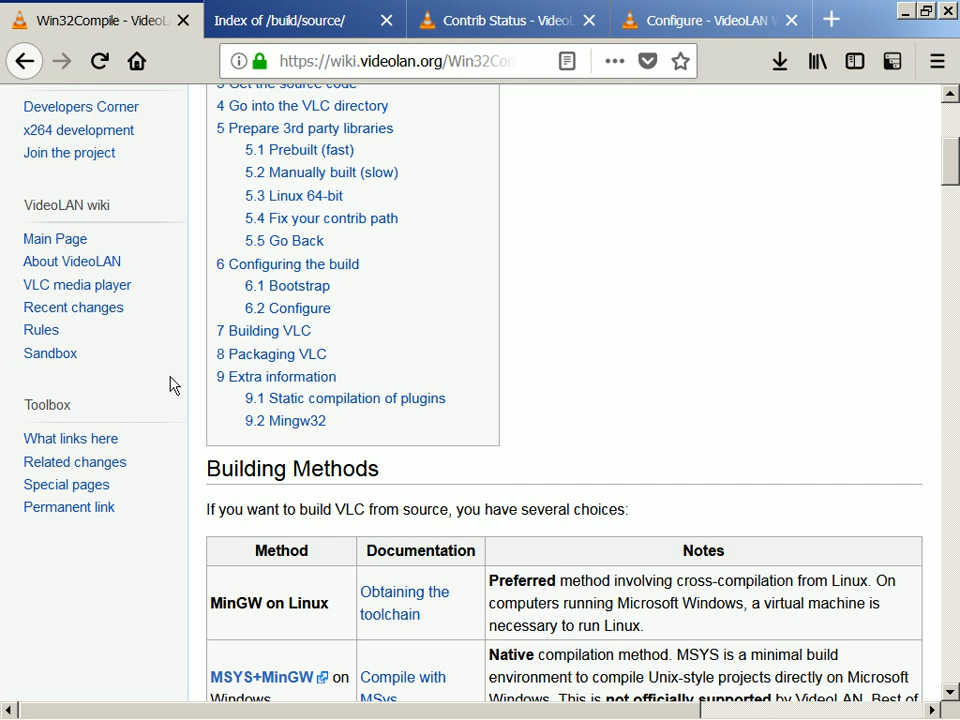 Win32Compile - VideoL
Index of /build/source/
Contrib Status - VideoL
Configure - VideoLAN W
https://wiki.videolan.org/Win32Com
Developers Corner
x264 development
Join the project
VideoLAN wiki
Main Page
About VideoLAN
VLC media player
Recent changes
Rules
Sandbox
Toolbox
What links here
Related changes
Special pages
Permanent link
3 Get the source code
4 Go into the VLC directory
5 Prepare 3rd party libraries
5.1 Prebuilt (fast)
5.2 Manually built (slow)
5.3 Linux 64-bit
5.4 Fix your contrib path
5.5 Go Back
6 Configuring the build
6.1 Bootstrap
6.2 Configure
7 Building VLC
8 Packaging VLC
9 Extra information
9.1 Static compilation of plugins
9.2 Mingw32
Building Methods
If you want to build VLC from source, you have several choices:
Method Documentation Notes
MinGW on Linux
Obtaining the
toolchain
Preferred method involving cross-compilation from Linux. On
computers running Microsoft Windows, a virtual machine is
necessary to run Linux.
MSYS+MinGW on
Windows
Compile with
MSys
Native compilation method. MSYS is a minimal build
environment to compile Unix-style projects directly on Microsoft
Windows. This is not officially supported by VideoLAN. Best of